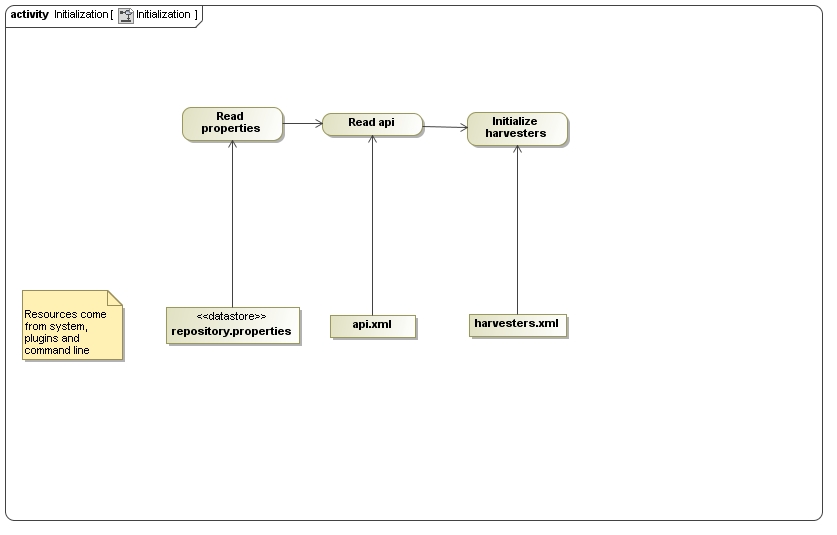 activity Initialization [ Initialization ]
Read
properties
Read api
Initialize
harvesters
Resources come
from system,
plugins and
command line
<<datastore>>
repository.properties
api.xml
harvesters.xml